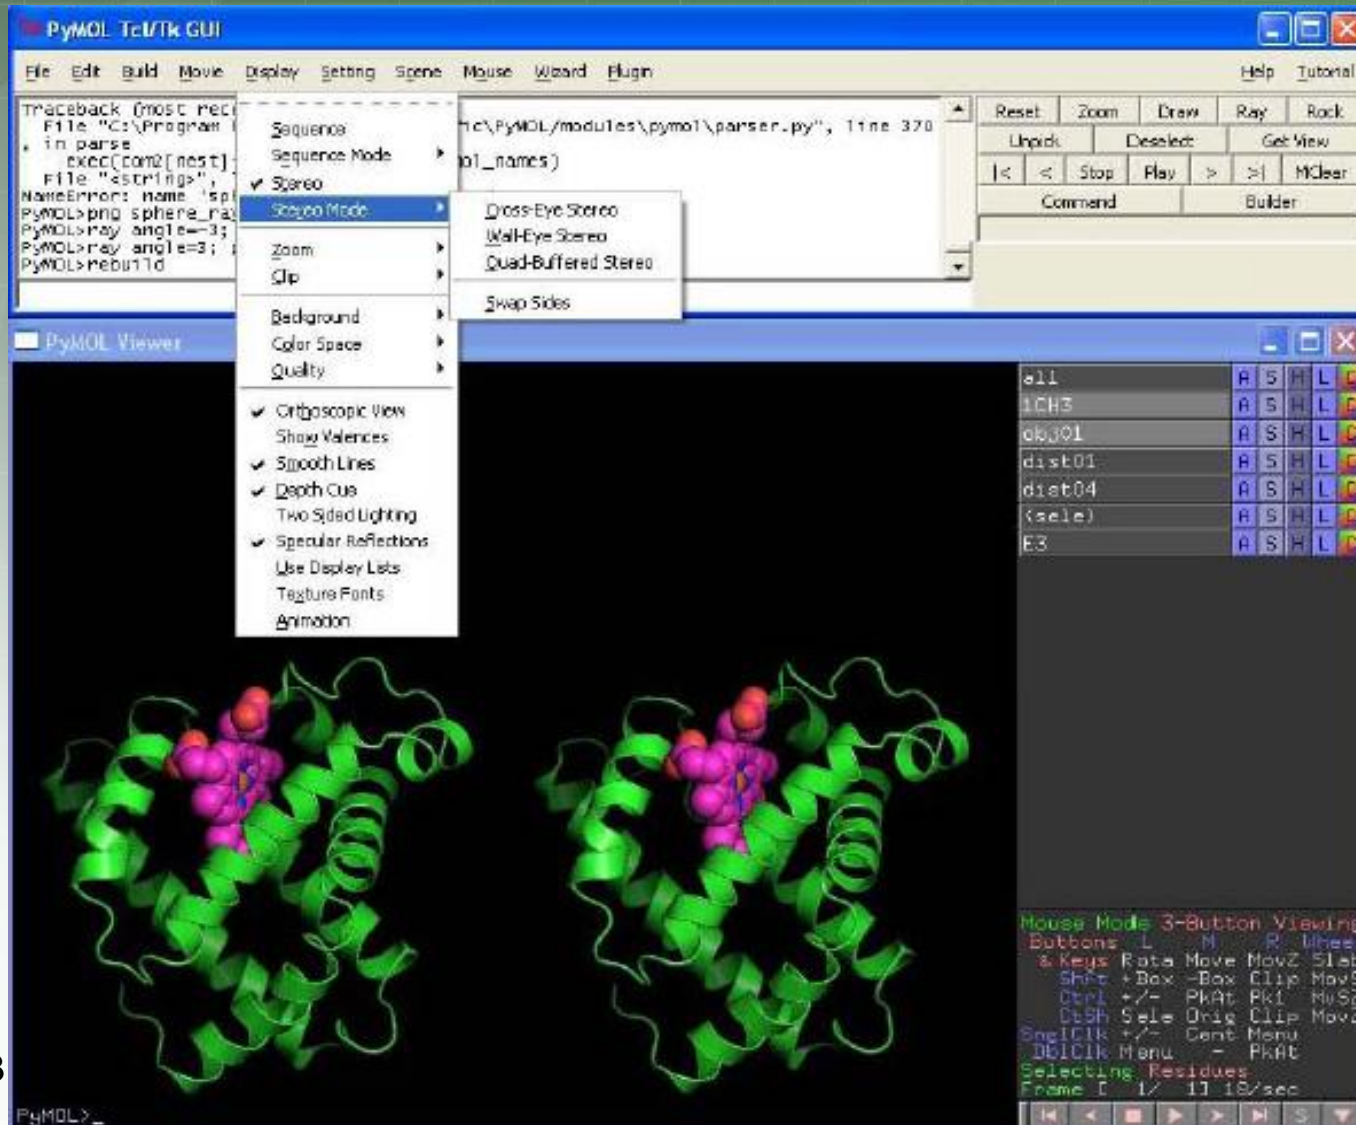 PyMOL Tcl/Tk GUI
File Edit Build Movie Display Setting Scene Mouse Wizard Plugin Help Tutorial
Traceback (most rec
File "C:\Program ic\PyMOL/modules\pymol\parser.py", line 370
, in parse
exec(com2[nest] ol_names)
File "<string>",
NameError: name 'sp
PyMOL>png sphere_ra
PyMOL>ray angle=-3;
PyMOL>ray angle=3;
PyMOL>rebuild
Reset Zoom Draw Ray Rock
Unpick Deselect Get View
|< < Stop Play > >| MClear
Command Builder
Sequence
Sequence Mode
Stereo
Stereo Mode
Zoom
Clip
Background
Color Space
Quality
Orthoscopic View
Show Valences
Smooth Lines
Depth Cue
Two Sided Lighting
Specular Reflections
Use Display Lists
Texture Fonts
Animation
Cross-Eye Stereo
Wall-Eye Stereo
Quad-Buffered Stereo
Swap Sides
PyMOL Viewer
all A S H L C
1CH3 A S H L C
obj01 A S H L C
dist01 A S H L C
dist04 A S H L C
(sele) A S H L C
E3 A S H L C
Mouse Mode 3-Button Viewing
Buttons L M R Whee
& Keys Rota Move MovZ Slab
Shft +Box -Box Clip MovS
Ctrl +/- PkAt Pk1 MvSZ
CtSh Sele Orig Clip MovZ
SnglClk +/- Cent Menu
DblClk Menu - PkAt
Selecting Residues
Frame [ 1/ 1] 18/sec
S
PyMOL>_